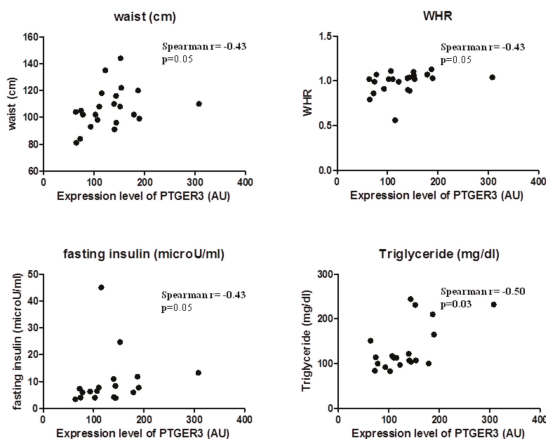 waist (cm)
Spearman r= -0.43
p=0.05
waist (cm)
160
140
120
100
80
60
0 100 200 300 400
Expression level of PTGER3 (AU)
WHR
Spearman r= -0.43
p=0.05
WHR
1.5
1.0
0.5
0.0
0 100 200 300 400
Expression level of PTGER3 (AU)
fasting insulin (microU/ml)
Spearman r= -0.43
p=0.05
fasting insulin (microU/ml)
50
40
30
20
10
0
0 100 200 300 400
Expression level of PTGER3 (AU)
Triglyceride (mg/dl)
Spearman r= -0.50
p=0.03
Triglyceride (mg/dl)
300
200
100
0
0 100 200 300 400
Expression level of PTGER3 (AU)